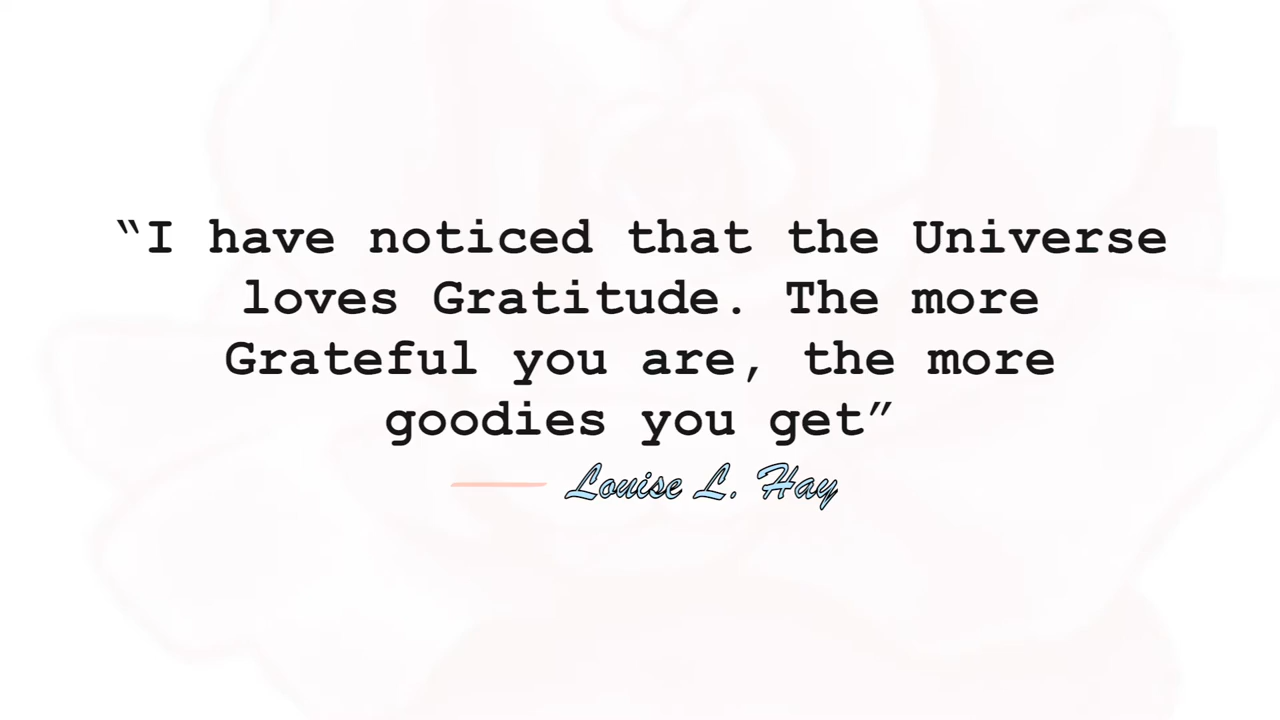 “I have noticed that the Universe
loves Gratitude. The more
Grateful you are, the more
goodies you get”
Louise L. Hay